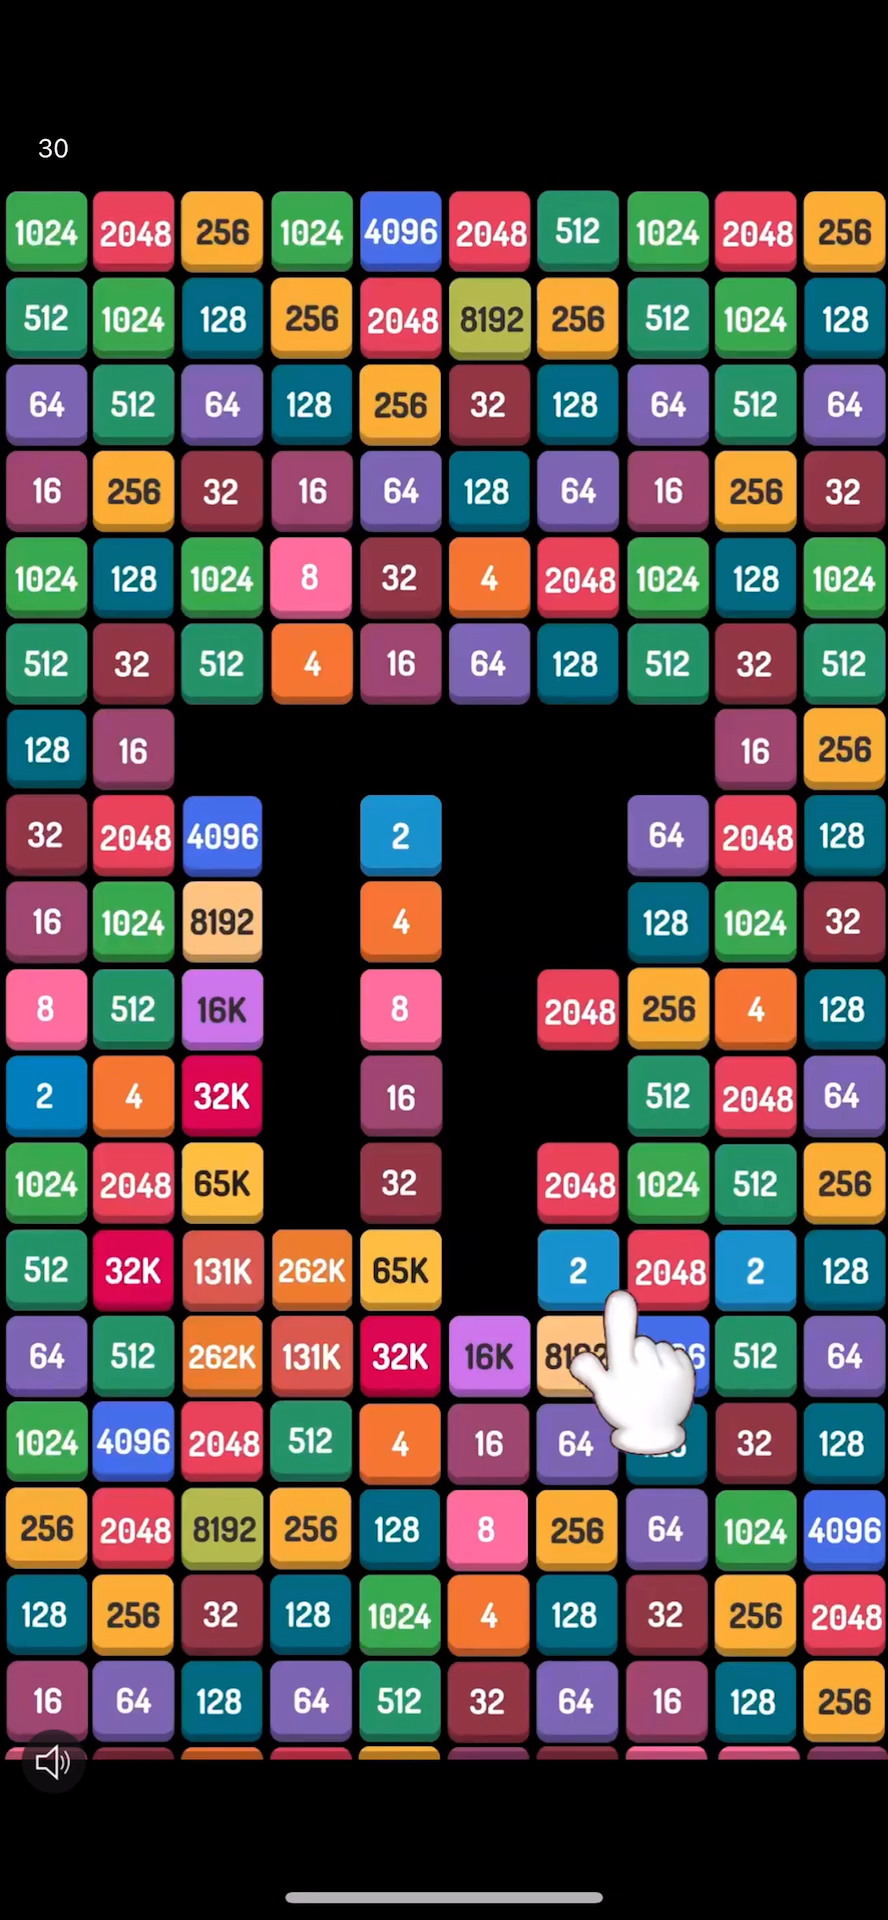 30
1024 2048 256 1024 4096 2048 512 1024 2048 256
512 1024 128 256 2048 8192 256 512 1024 128
64 512 64 128 256 32 128 64 512 64
16 256 32 16 64 128 64 16 256 32
1024 128 1024 8 32 4 2048 1024 128 1024
512 32 512 4 16 64 128 512 32 512
128 16 16 256
32 2048 4096 2 64 2048 128
16 1024 8192 4 128 1024 32
8 512 16K 8 2048 256 4 128
2 4 32K 16 512 2048 64
1024 2048 65K 32 2048 1024 512 256
512 32K 131K 262K 65K 2 2048 2 128
64 512 262K 131K 32K 16K 8192 512 64
1024 4096 2048 512 4 16 64 32 128
256 2048 8192 256 128 8 256 64 1024 4096
128 256 32 128 1024 4 128 32 256 2048
16 64 128 64 512 32 64 16 128 256